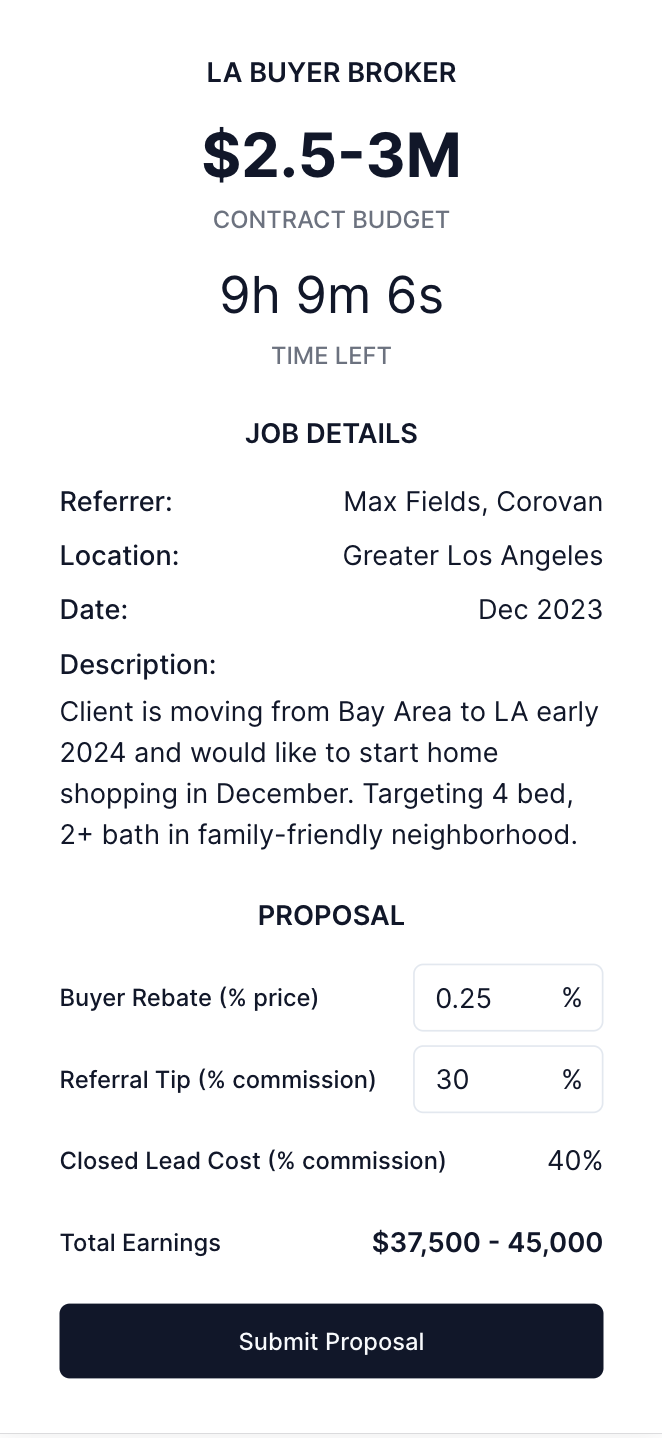 LA BUYER BROKER
$2.5-3M
CONTRACT BUDGET
9h 9m 6s
TIME LEFT
JOB DETAILS
Referrer: Max Fields, Corovan
Location: Greater Los Angeles
Date: Dec 2023
Description:
Client is moving from Bay Area to LA early
2024 and would like to start home
shopping in December. Targeting 4 bed,
2+ bath in family-friendly neighborhood.
PROPOSAL
Buyer Rebate (% price) 0.25 %
Referral Tip (% commission) 30 %
Closed Lead Cost (% commission) 40%
Total Earnings $37,500 - 45,000
Submit Proposal